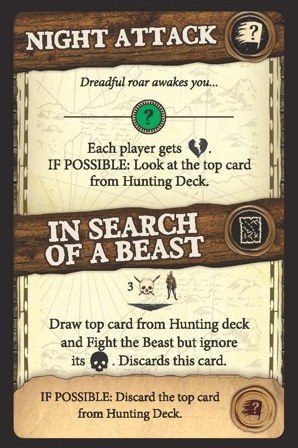 NIGHT ATTACK
?
Dreadful roar awakes you...
?
Each player gets .
IF POSSIBLE: Look at the top card
from Hunting Deck.
IN SEARCH
OF A BEAST
3
Draw top card from Hunting deck
and Fight the Beast but ignore
its . Discards this card.
IF POSSIBLE: Discard the top card
from Hunting Deck.
?